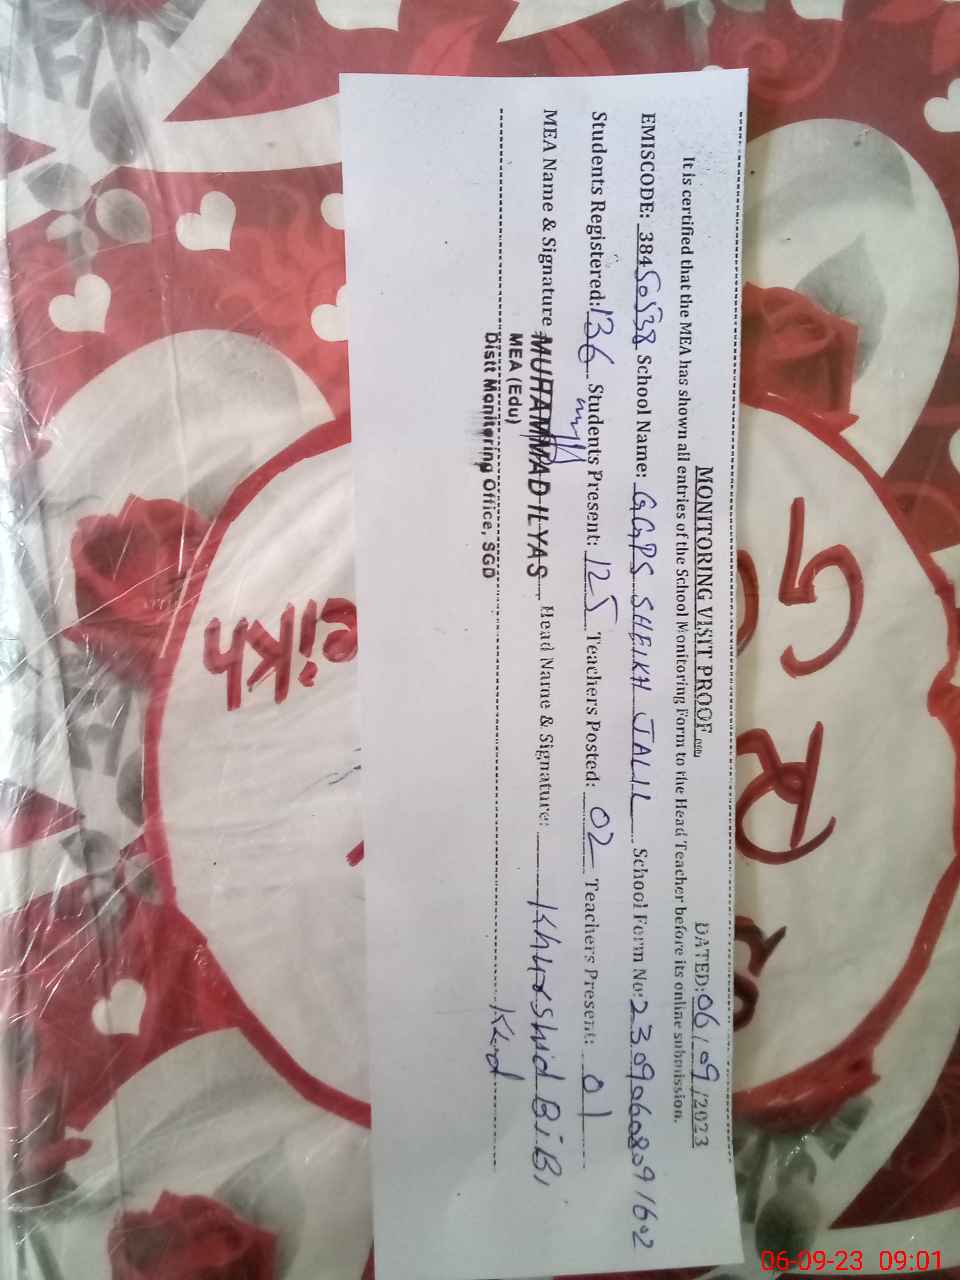 MONITORING VISIT PROOF DATED: 06/09/2023
It is certified that the MEA has shown all entries of the School Monitoring Form to the Head Teacher before its online submission.
EMISCODE: 38450538 School Name: GGPS SHEIKH JALIL School Form No: 23090608091602
Students Registered: 136 Students Present: 125 Teachers Posted: 02 Teachers Present: 01
MEA Name & Signature MUHAMMAD ILYAS Head Name & Signature: Khurshid BiBi
MEA (Edu)
Distt Monitoring Office, SGD
06-09-23 09:01